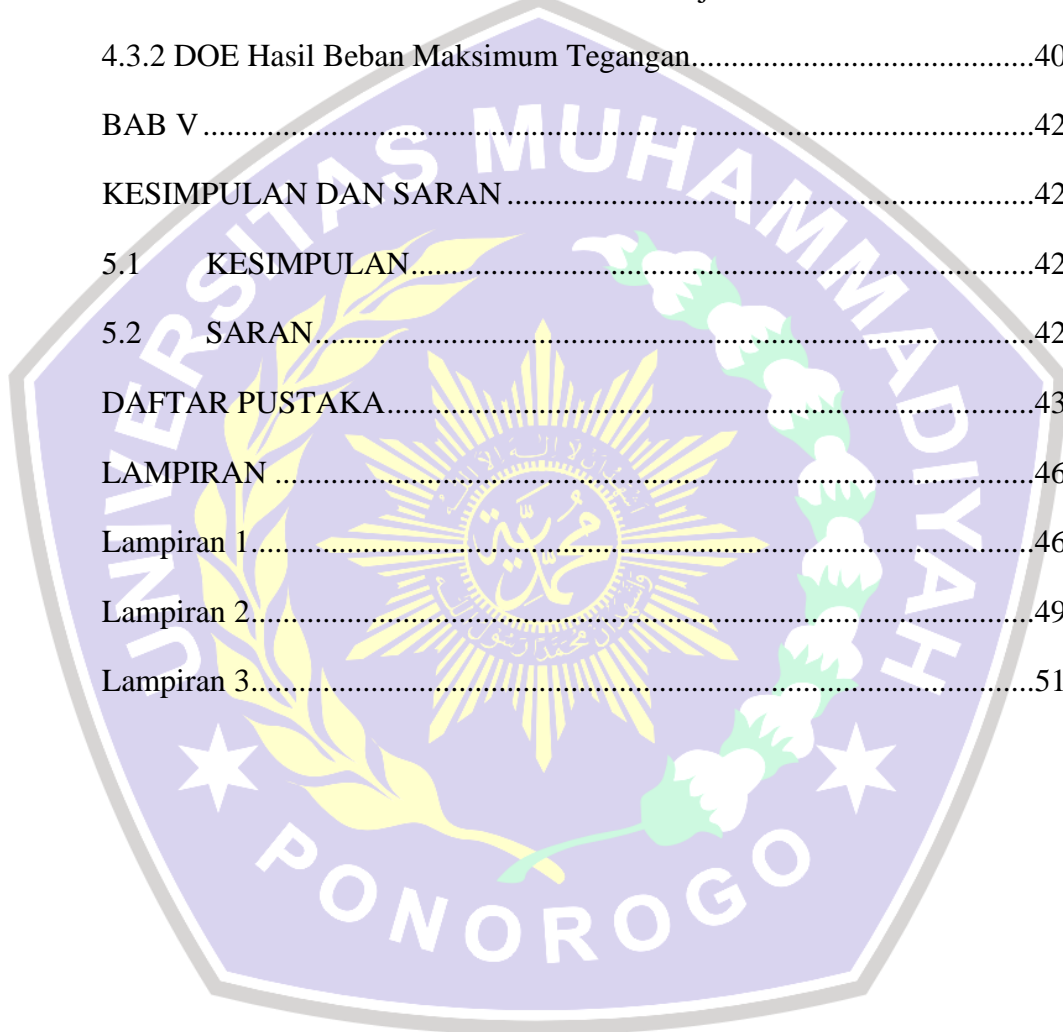 4.3.2 DOE Hasil Beban Maksimum Tegangan..........................................40
BAB V........................................................................................................42
KESIMPULAN DAN SARAN..................................................................42
5.1 KESIMPULAN..............................................................................42
5.2 SARAN..........................................................................................42
DAFTAR PUSTAKA.................................................................................43
LAMPIRAN ..............................................................................................46
Lampiran 1.................................................................................................46
Lampiran 2.................................................................................................49
Lampiran 3.................................................................................................51
UNIVERSITAS MUHAMMADIYAH
PONOROGO
محمدية